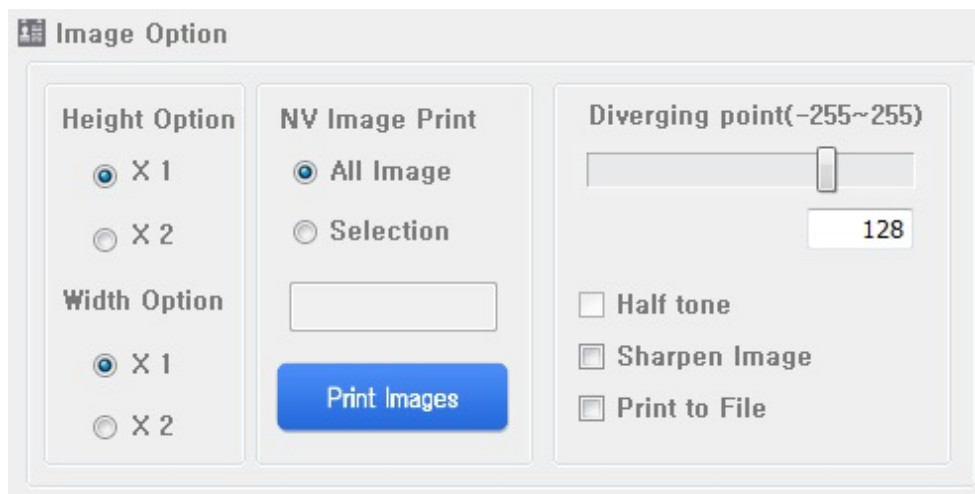 Image Option
Height Option
X 1
X 2
Width Option
X 1
X 2
NV Image Print
All Image
Selection
Print Images
Diverging point(-255~255)
128
Half tone
Sharpen Image
Print to File